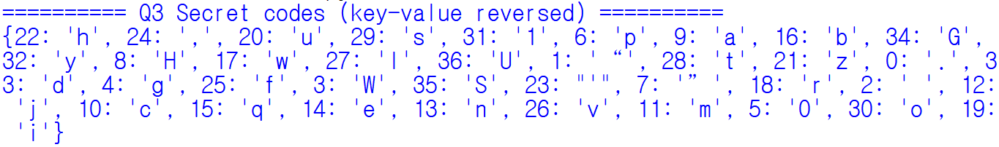 ========== Q3 Secret codes (key-value reversed) ==========
{22: 'h', 24: ',', 20: 'u', 29: 's', 31: '1', 6: 'p', 9: 'a', 16: 'b', 34: 'G',
32: 'y', 8: 'H', 17: 'w', 27: 'l', 36: 'U', 1: ' “', 28: 't', 21: 'z', 0: '.', 3
3: 'd', 4: 'g', 25: 'f', 3: 'W', 35: 'S', 23: "'", 7: '” ', 18: 'r', 2: ' ', 12:
'j', 10: 'c', 15: 'q', 14: 'e', 13: 'n', 26: 'v', 11: 'm', 5: '0', 30: 'o', 19:
'i'}